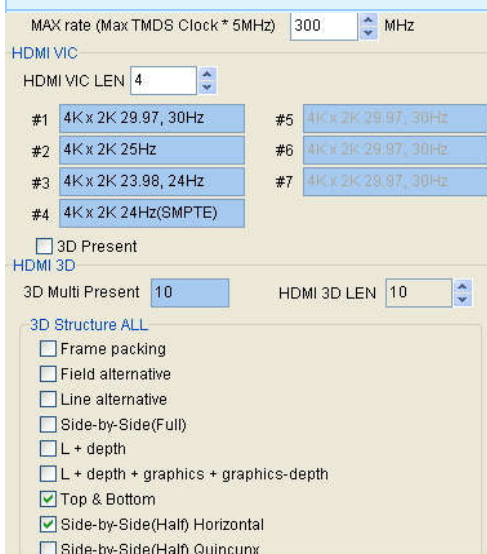 MAX rate (Max TMDS Clock * 5MHz) 300 MHz
HDMI VIC
HDMI VIC LEN 4
#1 4K x 2K 29.97, 30Hz #5 4K x 2K 29.97, 30Hz
#2 4K x 2K 25Hz #6 4K x 2K 29.97, 30Hz
#3 4K x 2K 23.98, 24Hz #7 4K x 2K 29.97, 30Hz
#4 4K x 2K 24Hz(SMPTE)
3D Present
HDMI 3D
3D Multi Present 10 HDMI 3D LEN 10
3D Structure ALL
Frame packing
Field alternative
Line alternative
Side-by-Side(Full)
L + depth
L + depth + graphics + graphics-depth
Top & Bottom
Side-by-Side(Half) Horizontal
Side-by-Side(Half) Quincunx